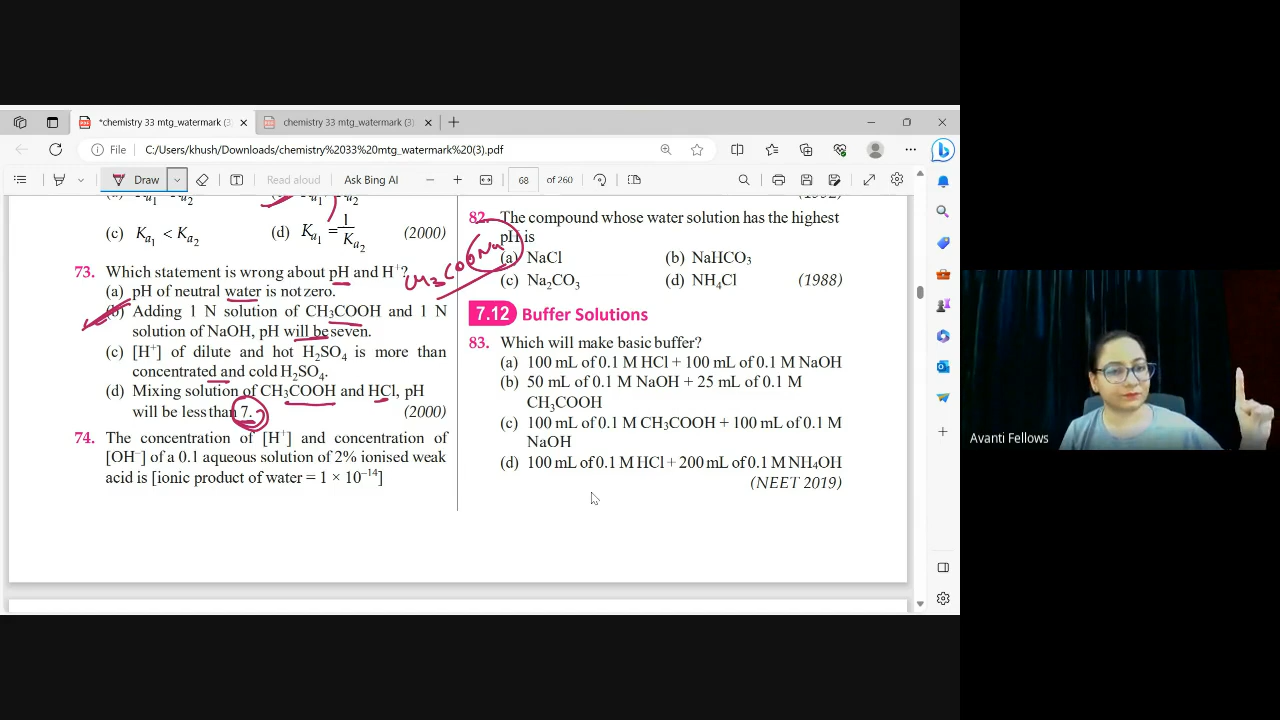 *chemistry 33 mtg_watermark (3)
chemistry 33 mtg_watermark (3)
File
C:/Users/khush/Downloads/chemistry%2033%20mtg_watermark%20(3).pdf
Draw
Read aloud
Ask Bing AI
68
of 260
(c) Ka1 < Ka2 (d) Ka1 = 1/Ka2 (2000)
73. Which statement is wrong about pH and H⁺?
(a) pH of neutral water is not zero.
(b) Adding 1 N solution of CH₃COOH and 1 N
solution of NaOH, pH will be seven.
(c) [H⁺] of dilute and hot H₂SO₄ is more than
concentrated and cold H₂SO₄.
(d) Mixing solution of CH₃COOH and HCl, pH
will be less than 7. (2000)
74. The concentration of [H⁺] and concentration of
[OH⁻] of a 0.1 aqueous solution of 2% ionised weak
acid is [ionic product of water = 1 × 10⁻¹⁴]
CH3COONa
(1992)
82. The compound whose water solution has the highest
pH is
(a) NaCl (b) NaHCO₃
(c) Na₂CO₃ (d) NH₄Cl (1988)
7.12 Buffer Solutions
83. Which will make basic buffer?
(a) 100 mL of 0.1 M HCl + 100 mL of 0.1 M NaOH
(b) 50 mL of 0.1 M NaOH + 25 mL of 0.1 M
CH₃COOH
(c) 100 mL of 0.1 M CH₃COOH + 100 mL of 0.1 M
NaOH
(d) 100 mL of 0.1 M HCl + 200 mL of 0.1 M NH₄OH
(NEET 2019)
Avanti Fellows